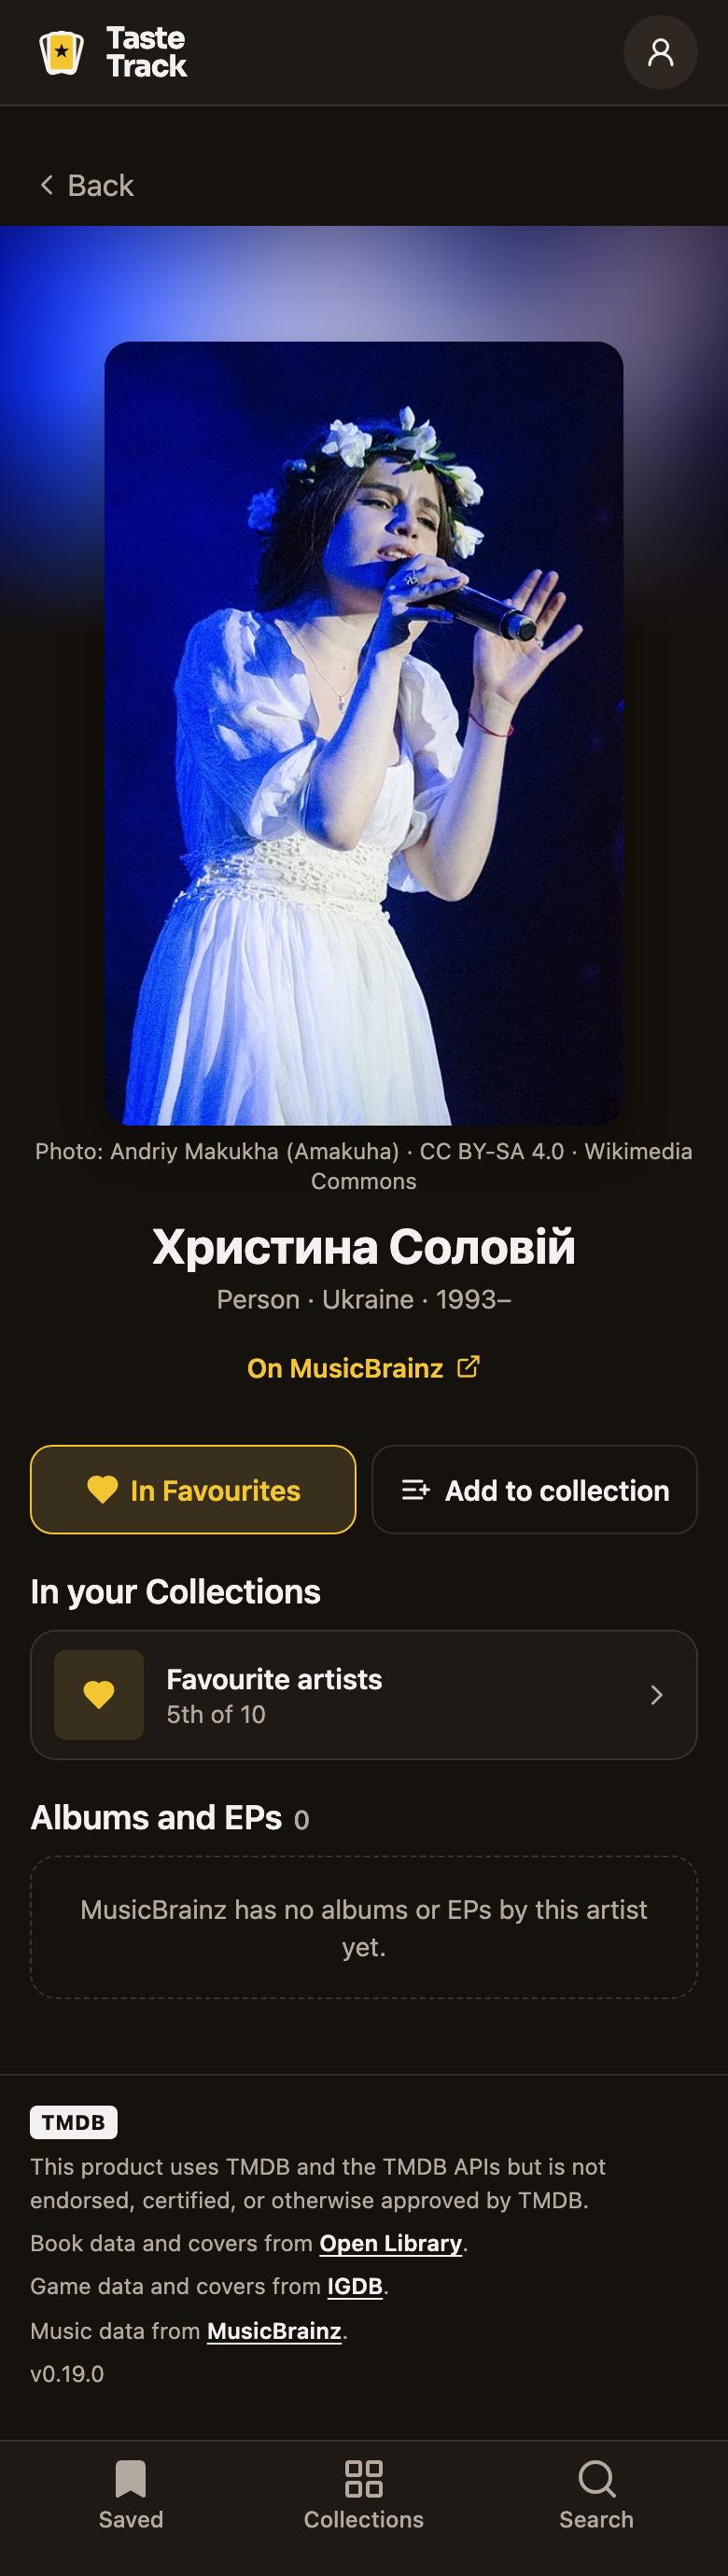 Taste
Track
Back
Photo: Andriy Makukha (Amakuha) · CC BY-SA 4.0 · Wikimedia
Commons
Христина Соловій
Person · Ukraine · 1993–
On MusicBrainz
In Favourites
Add to collection
In your Collections
Favourite artists
5th of 10
Albums and EPs 0
MusicBrainz has no albums or EPs by this artist
yet.
TMDB
This product uses TMDB and the TMDB APIs but is not
endorsed, certified, or otherwise approved by TMDB.
Book data and covers from Open Library.
Game data and covers from IGDB.
Music data from MusicBrainz.
v0.19.0
Saved
Collections
Search